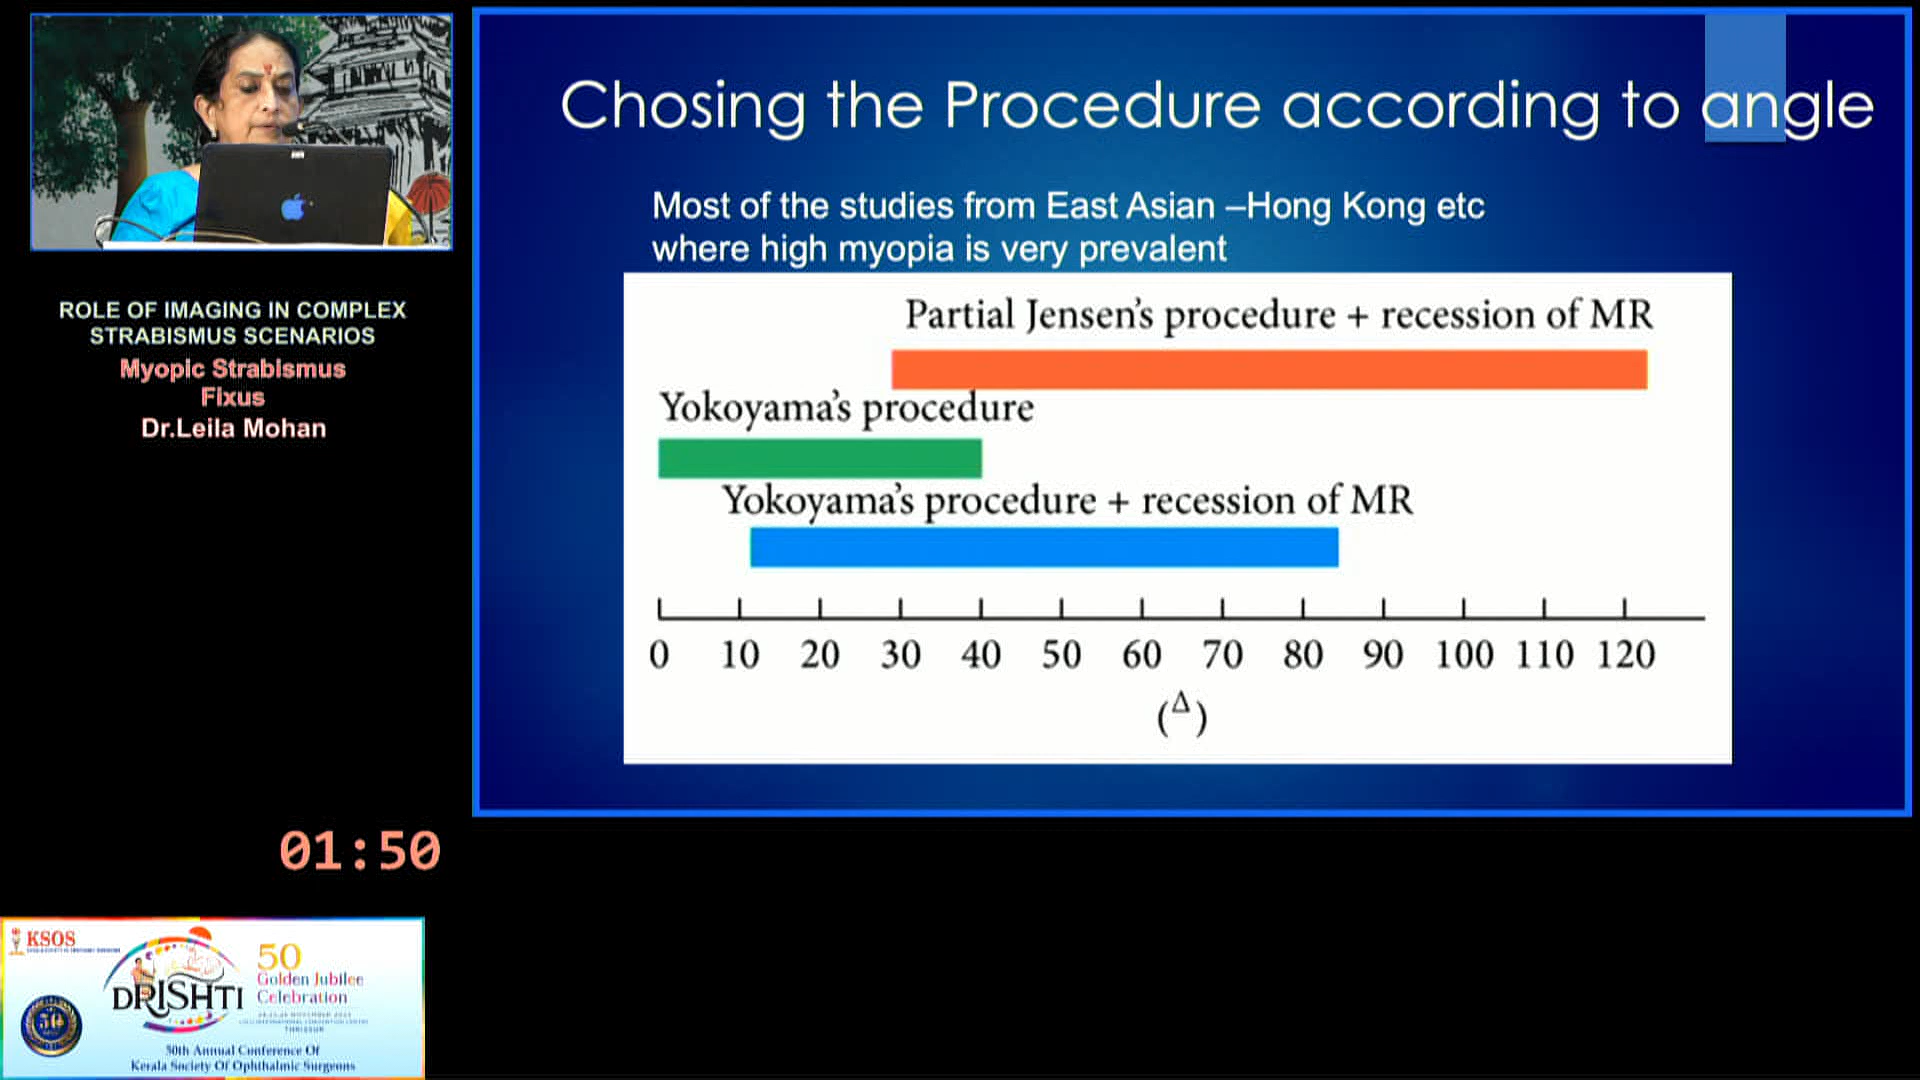 Chosing the Procedure according to angle
Most of the studies from East Asian –Hong Kong etc
where high myopia is very prevalent
Partial Jensen's procedure + recession of MR
Yokoyama's procedure
Yokoyama's procedure + recession of MR
0 10 20 30 40 50 60 70 80 90 100 110 120
(Δ)
ROLE OF IMAGING IN COMPLEX
STRABISMUS SCENARIOS
Myopic Strabismus
Fixus
Dr.Leila Mohan
01:50
KSOS
DRISHTI
50
Golden Jubilee
Celebration
THRISSUR
50th Annual Conference Of
Kerala Society Of Ophthalmic Surgeons